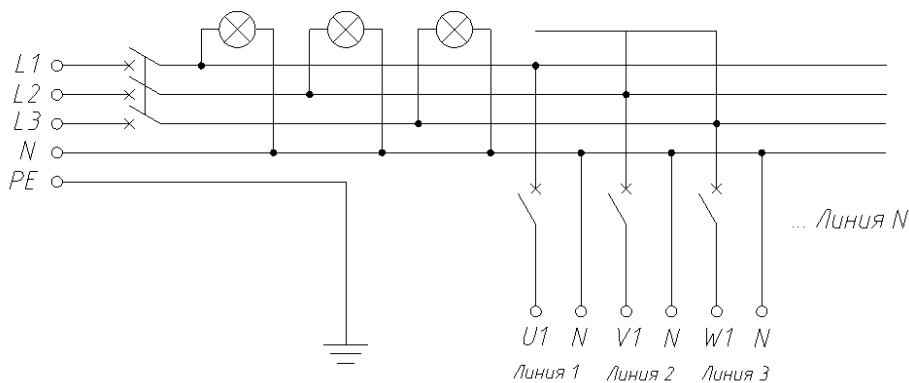 L1
L2
L3
N
PE
... Линия N
U1 N V1 N W1 N
Линия 1 Линия 2 Линия 3